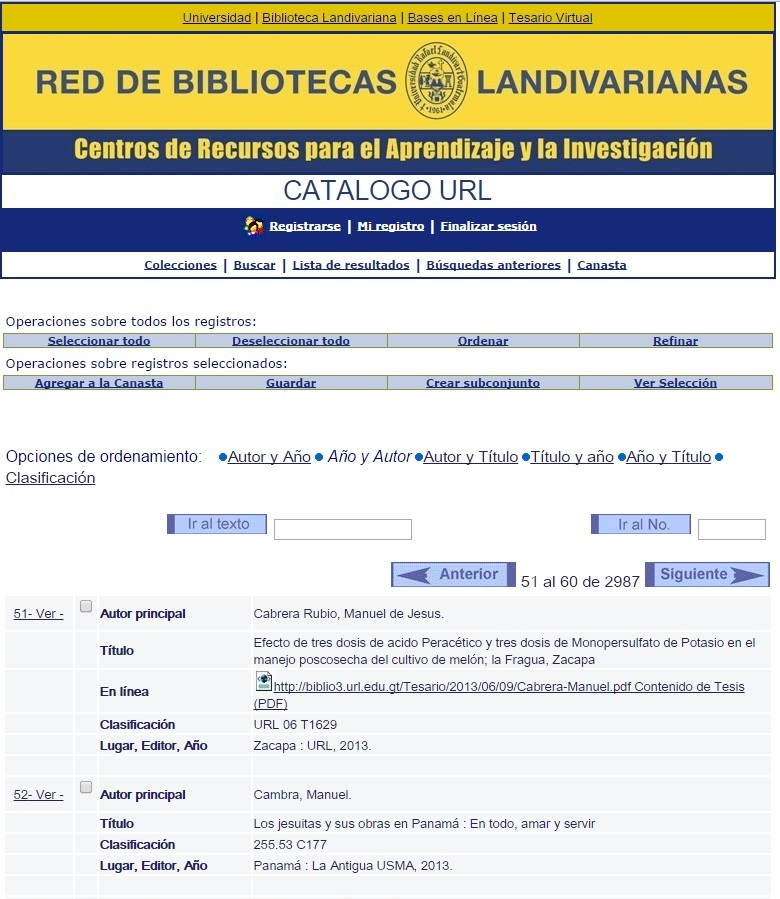 Universidad | Biblioteca Landivariana | Bases en Línea | Tesario Virtual
RED DE BIBLIOTECAS LANDIVARIANAS
Centros de Recursos para el Aprendizaje y la Investigación
CATALOGO URL
Registrarse | Mi registro | Finalizar sesión
Colecciones | Buscar | Lista de resultados | Búsquedas anteriores | Canasta
Operaciones sobre todos los registros:
Seleccionar todo Deseleccionar todo Ordenar Refinar
Operaciones sobre registros seleccionados:
Agregar a la Canasta Guardar Crear subconjunto Ver Selección
Opciones de ordenamiento: •Autor y Año • Año y Autor •Autor y Título •Título y año •Año y Título •
Clasificación
Ir al texto Ir al No.
Anterior 51 al 60 de 2987 Siguiente
51- Ver - Autor principal Cabrera Rubio, Manuel de Jesus.
Título Efecto de tres dosis de acido Peracético y tres dosis de Monopersulfato de Potasio en el
manejo poscosecha del cultivo de melón; la Fragua, Zacapa
En línea http://biblio3.url.edu.gt/Tesario/2013/06/09/Cabrera-Manuel.pdf Contenido de Tesis
(PDF)
Clasificación URL 06 T1629
Lugar, Editor, Año Zacapa : URL, 2013.
52- Ver - Autor principal Cambra, Manuel.
Título Los jesuitas y sus obras en Panamá : En todo, amar y servir
Clasificación 255.53 C177
Lugar, Editor, Año Panamá : La Antigua USMA, 2013.